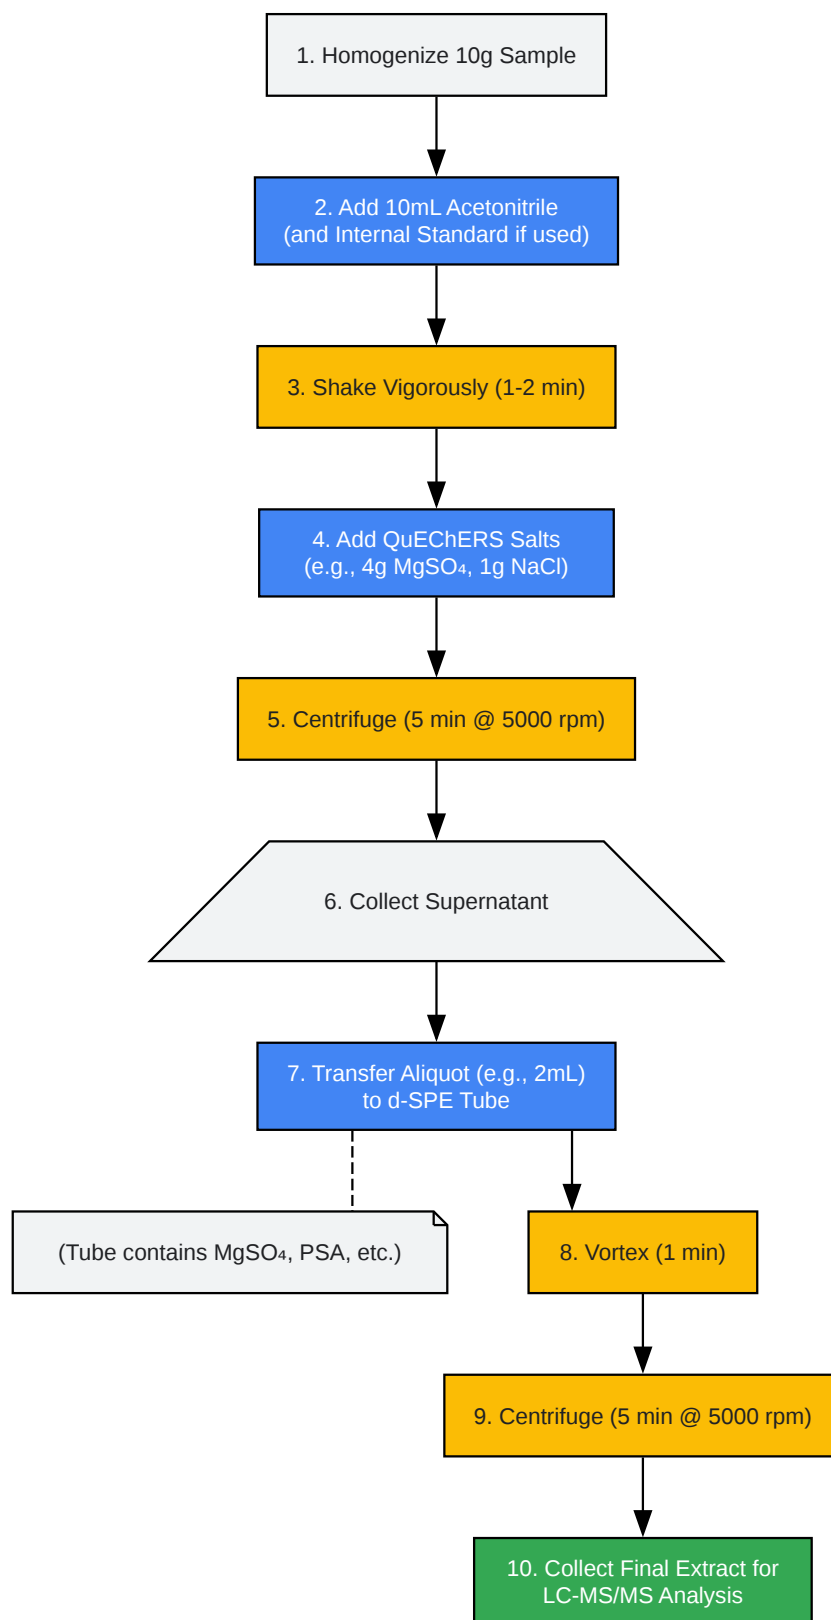 1. Homogenize 10g Sample
2. Add 10mL Acetonitrile
(and Internal Standard if used)
3. Shake Vigorously (1-2 min)
4. Add QuEChERS Salts
(e.g., 4g MgSO₄, 1g NaCl)
5. Centrifuge (5 min @ 5000 rpm)
6. Collect Supernatant
7. Transfer Aliquot (e.g., 2mL)
to d-SPE Tube
(Tube contains MgSO₄, PSA, etc.)
8. Vortex (1 min)
9. Centrifuge (5 min @ 5000 rpm)
10. Collect Final Extract for
LC-MS/MS Analysis